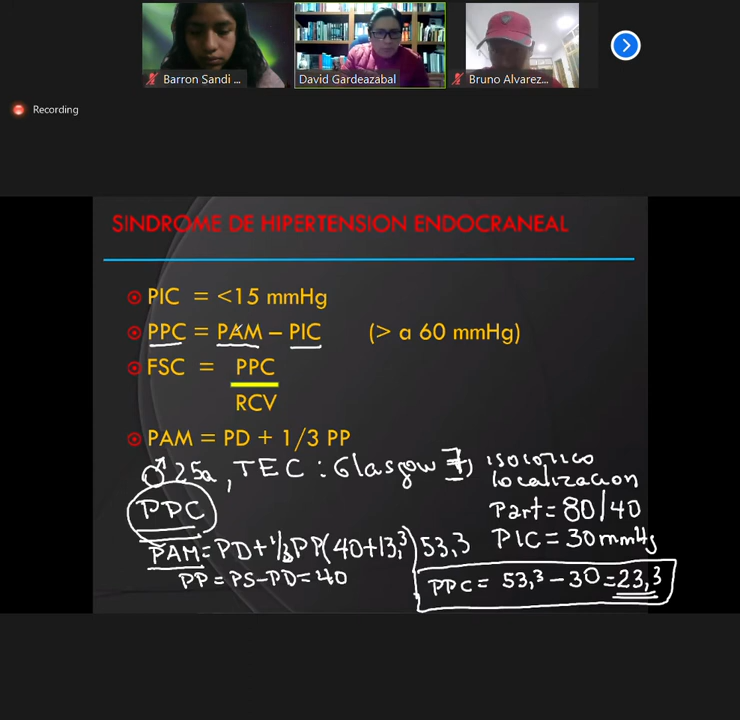 Barron Sandi ...
David Gardeazabal
Bruno Alvarez...
Recording
SINDROME DE HIPERTENSION ENDOCRANEAL
PIC = <15 mmHg
PPC = PAM – PIC (> a 60 mmHg)
FSC = PPC
RCV
PAM = PD + 1/3 PP
♂ 25a, TEC: Glasgow 7, isocorico
localizacion
PPC
Part = 80/40
PAM = PD + 1/3 PP (40+13,3) 53,3
PIC = 30 mmHg
PP = PS-PD = 40
PPC = 53,3 - 30 = 23,3